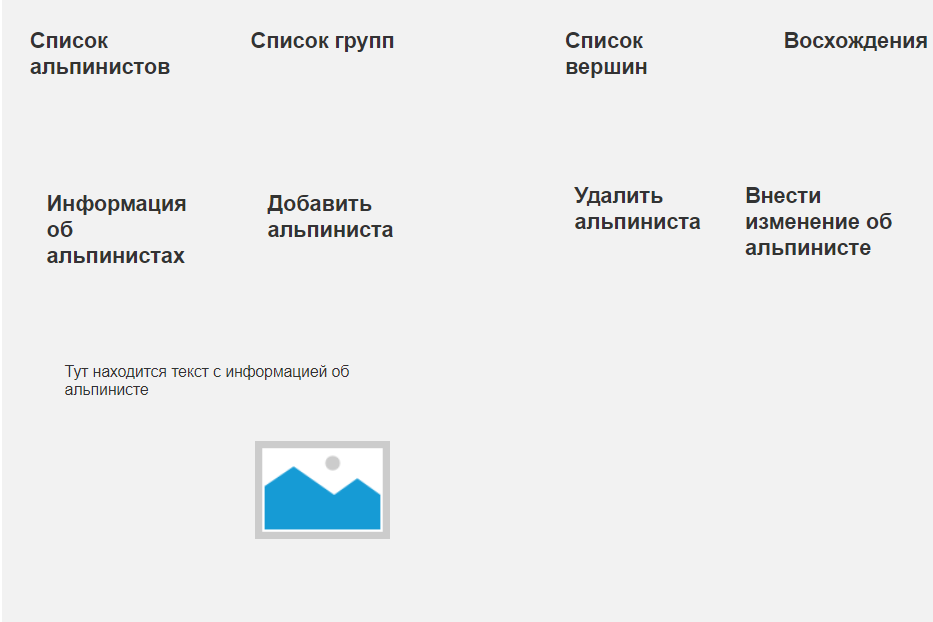 Список
альпинистов
Список групп
Список
вершин
Восхождения
Информация
об
альпинистах
Добавить
альпиниста
Удалить
альпиниста
Внести
изменение об
альпинисте
Тут находится текст с информацией об
альпинисте